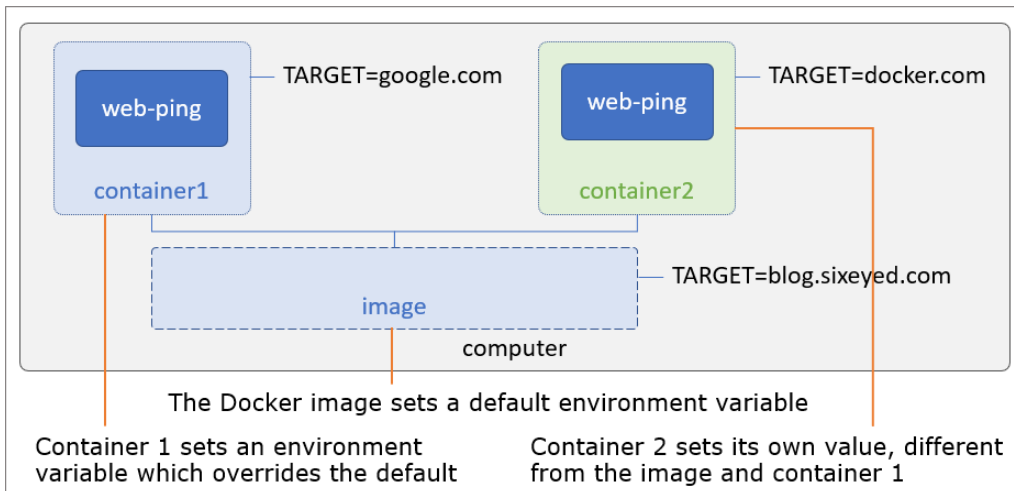 TARGET=google.com
TARGET=docker.com
web-ping
web-ping
container1
container2
TARGET=blog.sixeyed.com
image
computer
The Docker image sets a default environment variable
Container 1 sets an environment
variable which overrides the default
Container 2 sets its own value, different
from the image and container 1